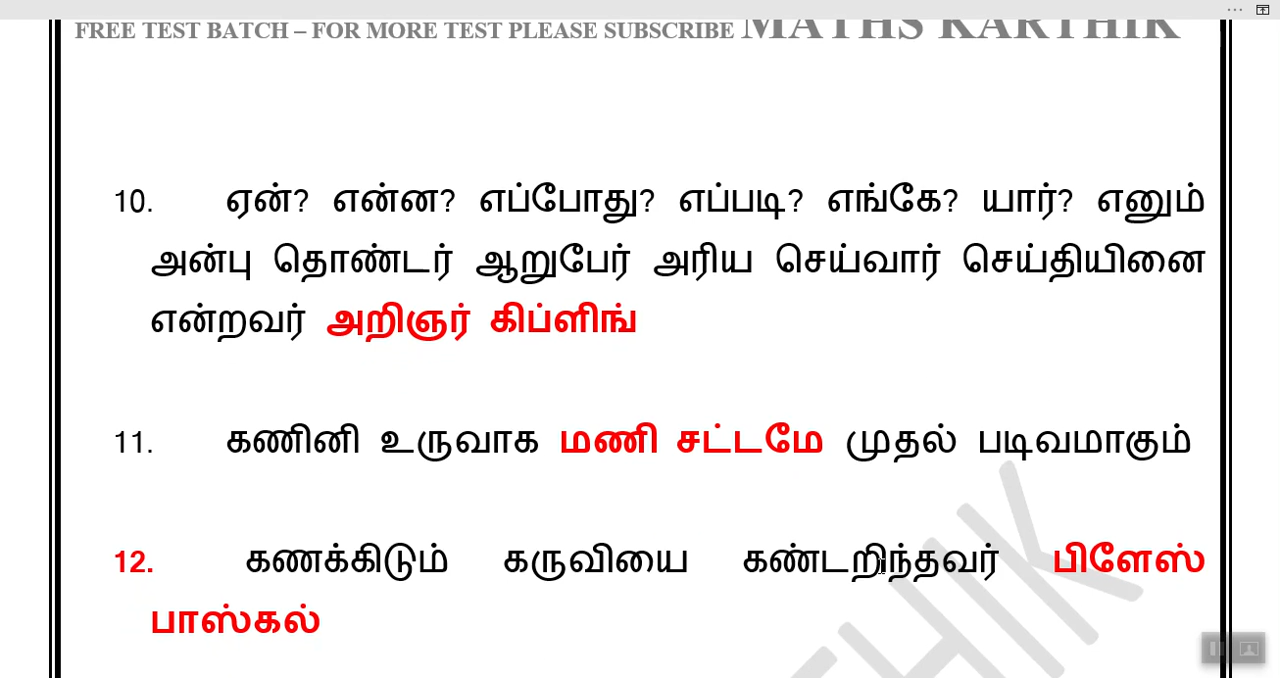 FREE TEST BATCH – FOR MORE TEST PLEASE SUBSCRIBE MATHS KARTHIK
10. ஏன்? என்ன? எப்போது? எப்படி? எங்கே? யார்? எனும்
அன்பு தொண்டர் ஆறுபேர் அரிய செய்வார் செய்தியினை
என்றவர் அறிஞர் கிப்ளிங்
11. கணினி உருவாக மணி சட்டமே முதல் படிவமாகும்
12. கணக்கிடும் கருவியை கண்டறிந்தவர் பிளேஸ்
பாஸ்கல்
HIK